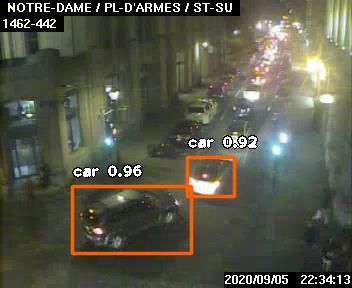 NOTRE-DAME / PL-D'ARMES / ST-SU
1462-442
car 0.92
car 0.96
2020/09/05 22:34:13